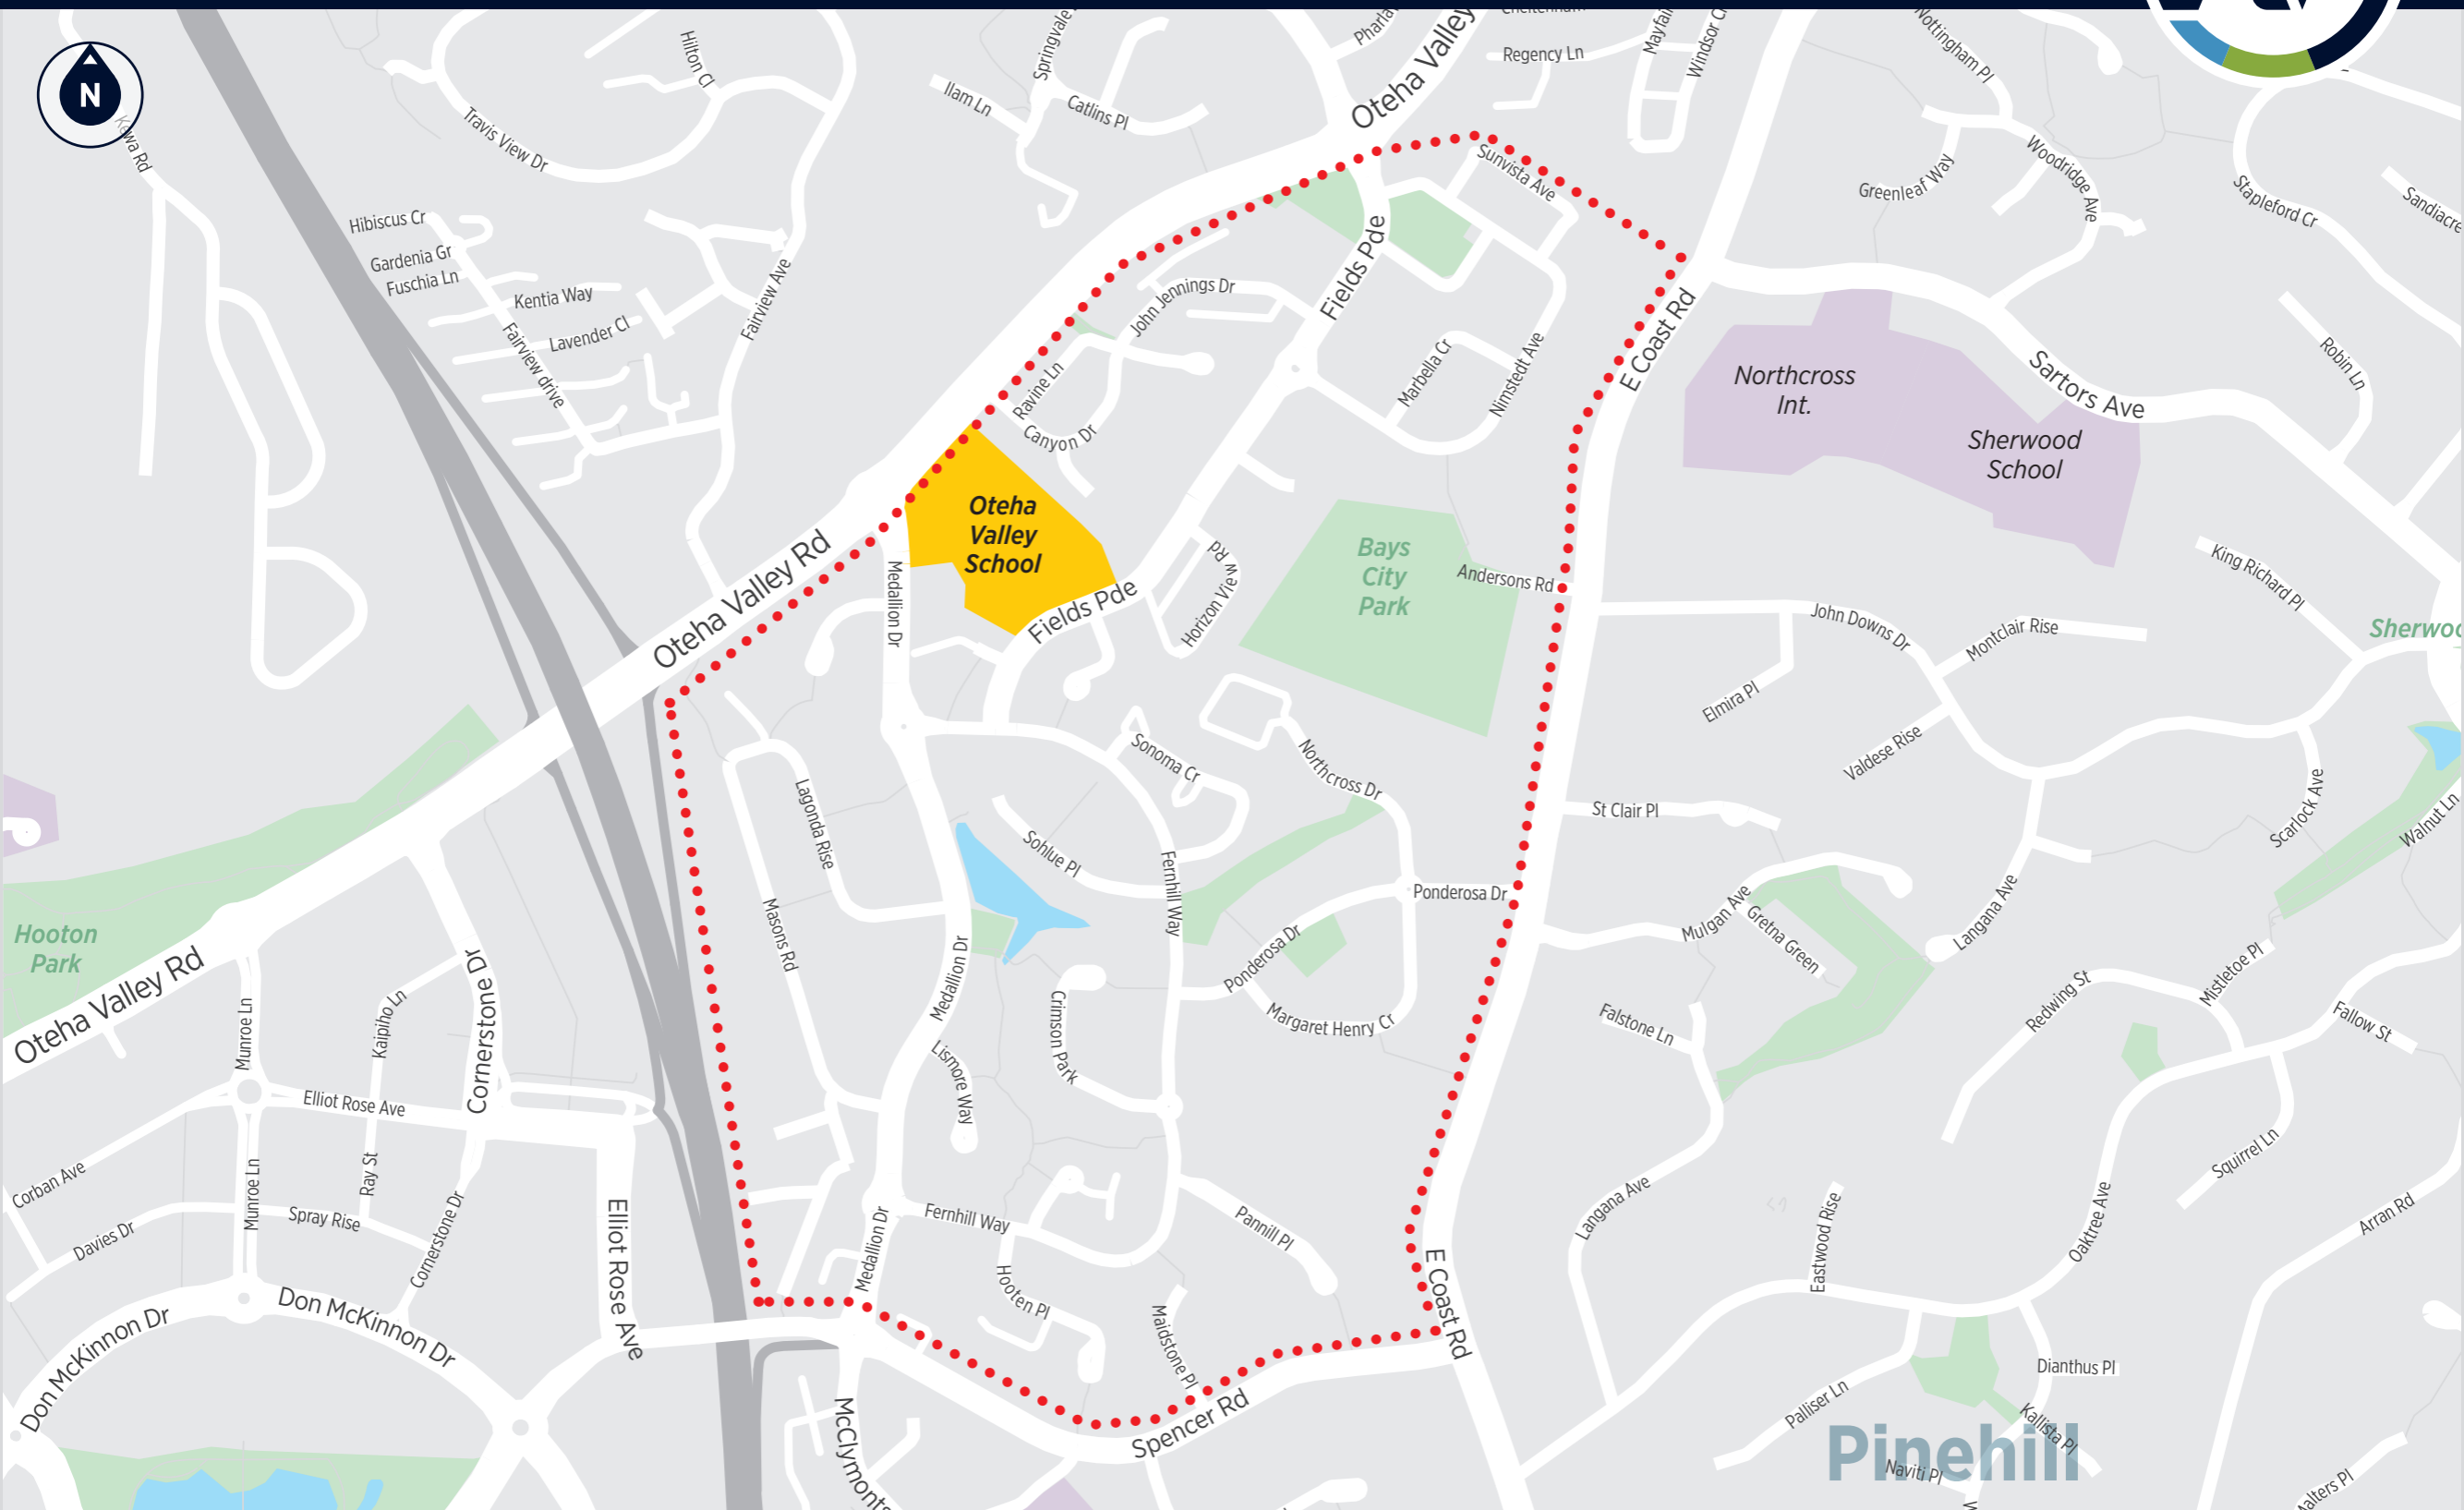 N
Oteha Valley
Regency Ln
Windsor Cr
Nottingham Pl
Hilton Cl
Ilam Ln
Catlins Pl
Travis View Dr
Sunvista Ave
Greenleaf Way
Woodridge Ave
Stapleford Cr
Hibiscus Cr
Gardenia Gr
Fuschia Ln
Kentia Way
Lavender Cl
Fairview drive
Fairview Ave
John Jennings Dr
Fields Pde
Marbella Cr
Nimstedt Ave
E Coast Rd
Northcross
Int.
Sherwood
School
Sartors Ave
Robin Ln
Ravine Ln
Canyon Dr
Oteha
Valley
School
Oteha Valley Rd
Medallion Dr
Fields Pde
Horizon View Rd
Bays
City
Park
Andersons Rd
John Downs Dr
Montclair Rise
King Richard Pl
Elmira Pl
Valdese Rise
Sonoma Cr
Northcross Dr
Lagonda Rise
Sohlue Pl
Fernhill Way
St Clair Pl
Scarlock Ave
Walnut Ln
Masons Rd
Ponderosa Dr
Ponderosa Dr
Mulgan Ave
Gretna Green
Langana Ave
Hooton
Park
Oteha Valley Rd
Cornerstone Dr
Kaipiho Ln
Munroe Ln
Medallion Dr
Crimson Park
Margaret Henry Cr
Falstone Ln
Redwing St
Mistletoe Pl
Fallow St
Lismore Way
Elliot Rose Ave
Corban Ave
Munroe Ln
Ray St
Spray Rise
Davies Dr
Cornerstone Dr
Elliot Rose Ave
Medallion Dr
Fernhill Way
Pannill Pl
Langana Ave
Eastwood Rise
Oaktree Ave
Squirrel Ln
Arran Rd
Hooten Pl
Maidstone Pl
E Coast Rd
Don McKinnon Dr
Don McKinnon Dr
Spencer Rd
Dianthus Pl
Palliser Ln
Kallista Pl
Pinehill
Naviti Pl